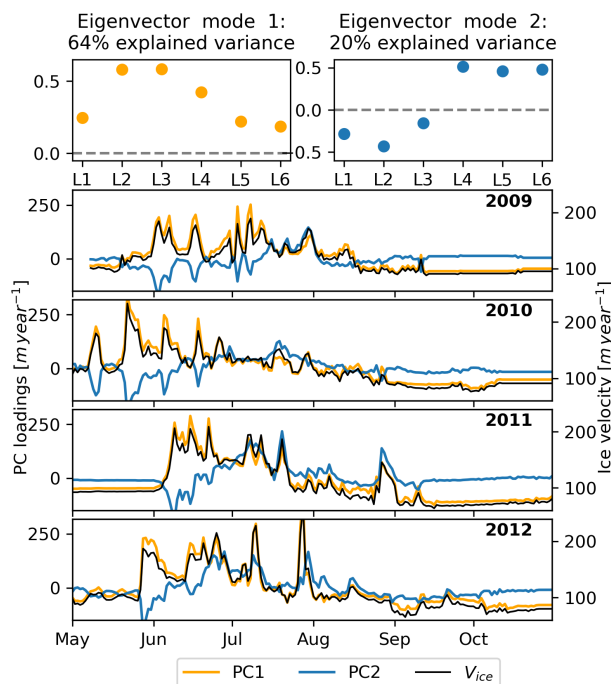 Eigenvector mode 1:
64% explained variance
Eigenvector mode 2:
20% explained variance
0.5
0.0
L1 L2 L3 L4 L5 L6
0.5
0.0
-0.5
L1 L2 L3 L4 L5 L6
2009
250
0
200
100
2010
250
0
200
100
2011
250
0
200
100
2012
250
0
200
100
PC loadings [m year⁻¹]
Ice velocity [m year⁻¹]
May Jun Jul Aug Sep Oct
PC1 PC2 V_ice